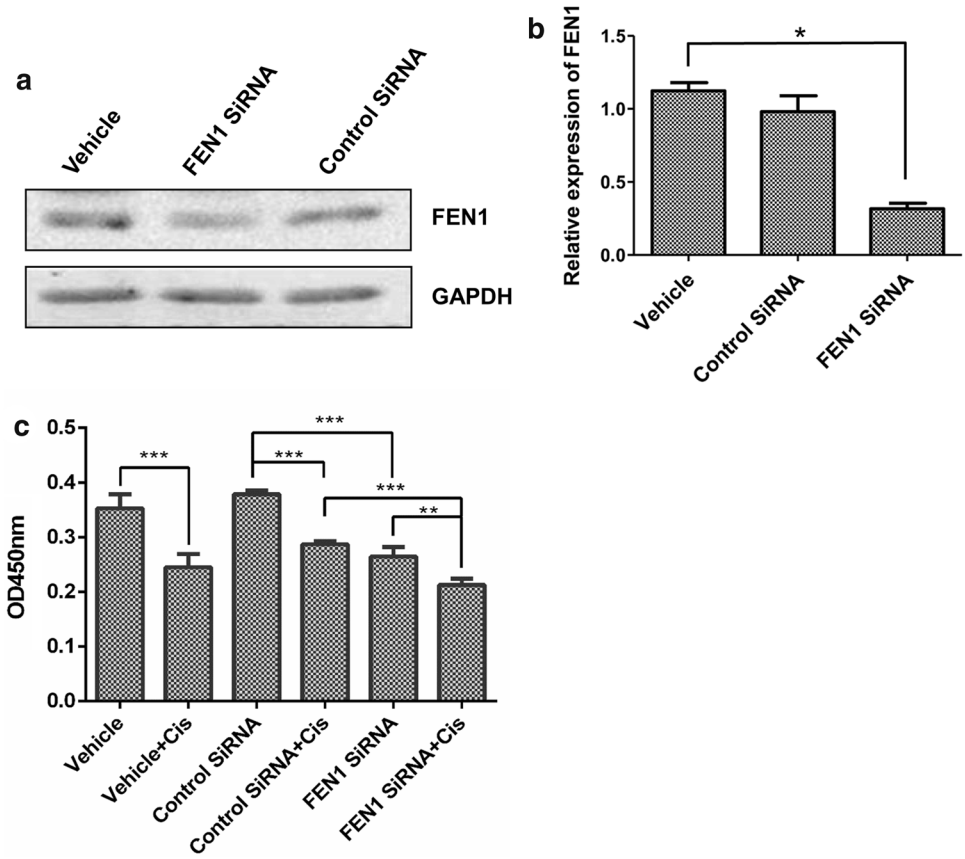 a
Vehicle
FEN1 SiRNA
Control SiRNA
FEN1
GAPDH
b
Relative expression of FEN1
1.5
1.0
0.5
0.0
*
Vehicle
Control SiRNA
FEN1 SiRNA
c
OD450nm
0.5
0.4
0.3
0.2
0.1
0.0
***
***
***
***
**
Vehicle
Vehicle+Cis
Control SiRNA
Control SiRNA+Cis
FEN1 SiRNA
FEN1 SiRNA+Cis